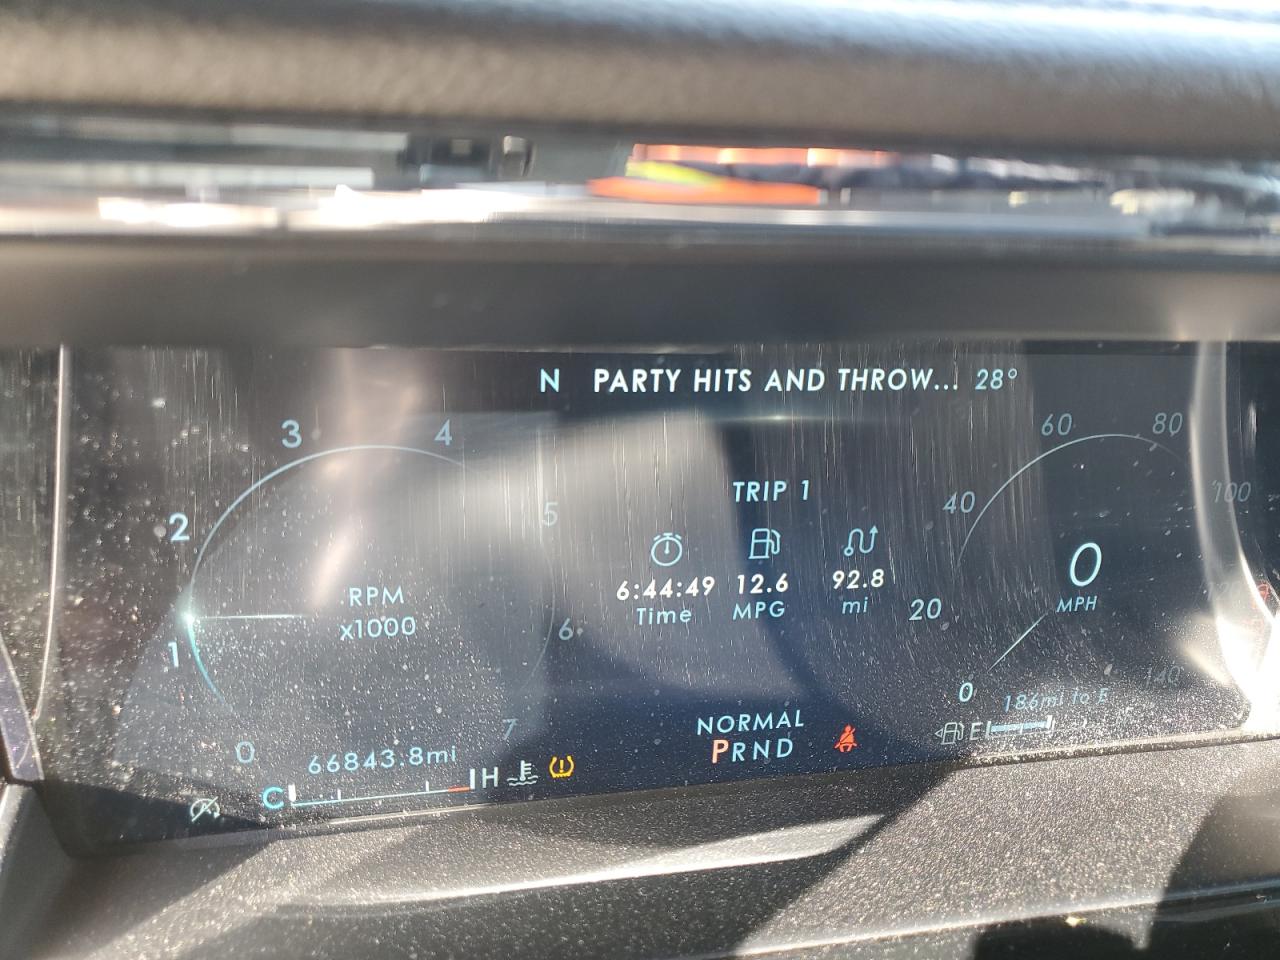 N PARTY HITS AND THROW... 28°
3 4
60 80
2 5
40 100
TRIP 1
6:44:49 12.6 92.8
Time MPG mi
RPM
x1000
0
MPH
20
1 6
0 186mi to E
140
0 7
66843.8mi
NORMAL
PRND
E
C H